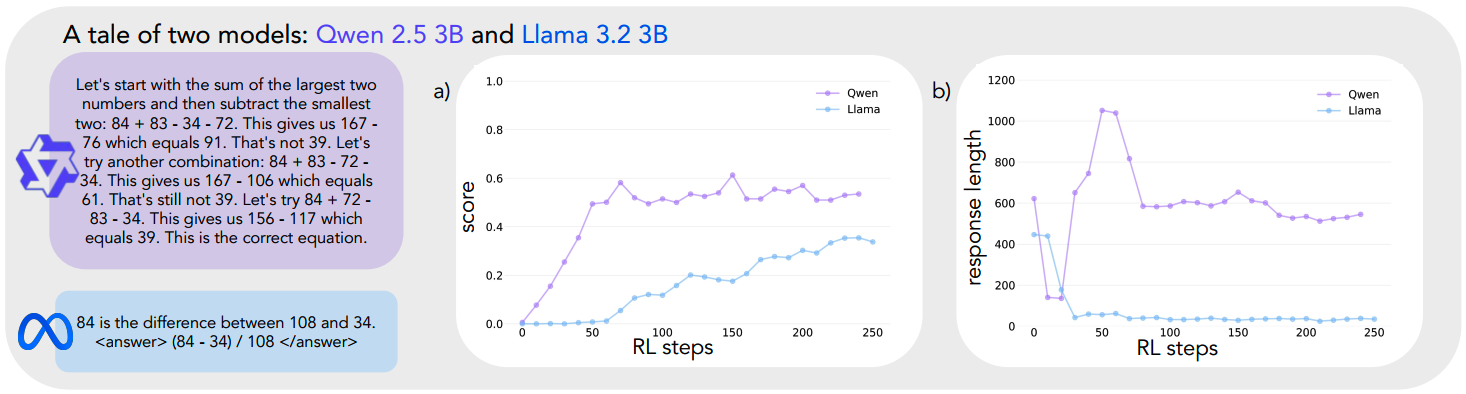 A tale of two models: Qwen 2.5 3B and Llama 3.2 3B
Let's start with the sum of the largest two
numbers and then subtract the smallest
two: 84 + 83 - 34 - 72. This gives us 167 -
76 which equals 91. That's not 39. Let's
try another combination: 84 + 83 - 72 -
34. This gives us 167 - 106 which equals
61. That's still not 39. Let's try 84 + 72 -
83 - 34. This gives us 156 - 117 which
equals 39. This is the correct equation.
84 is the difference between 108 and 34.
<answer> (84 - 34) / 108 </answer>
a)
score
1.0
0.8
0.6
0.4
0.2
0.0
0
50
100
150
200
250
RL steps
Qwen
Llama
b)
response length
1200
1000
800
600
400
200
0
0
50
100
150
200
250
RL steps
Qwen
Llama